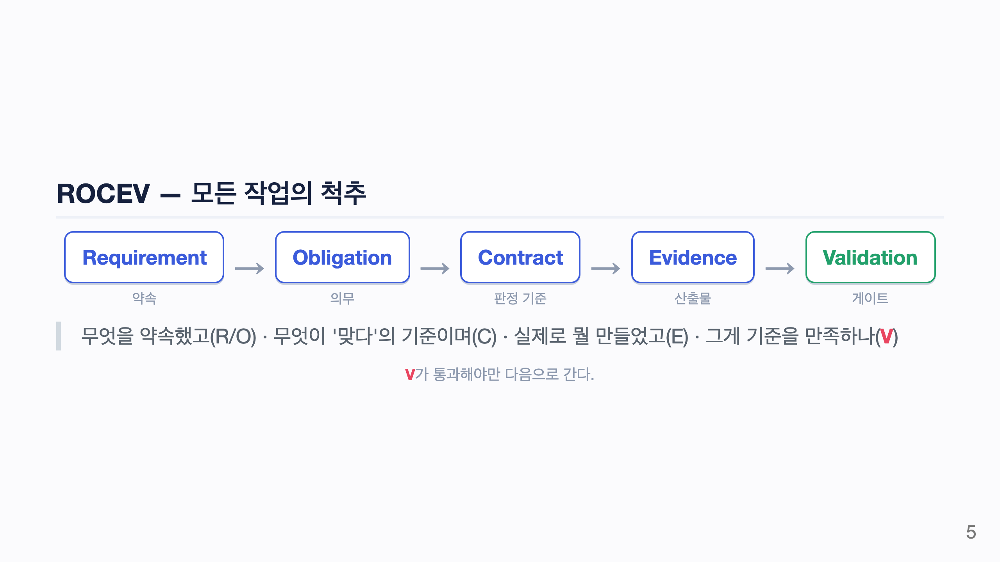 ROCEV — 모든 작업의 척추
Requirement → Obligation → Contract → Evidence → Validation
약속 의무 판정 기준 산출물 게이트
무엇을 약속했고(R/O) · 무엇이 '맞다'의 기준이며(C) · 실제로 뭘 만들었고(E) · 그게 기준을 만족하나(V)
V가 통과해야만 다음으로 간다.
5